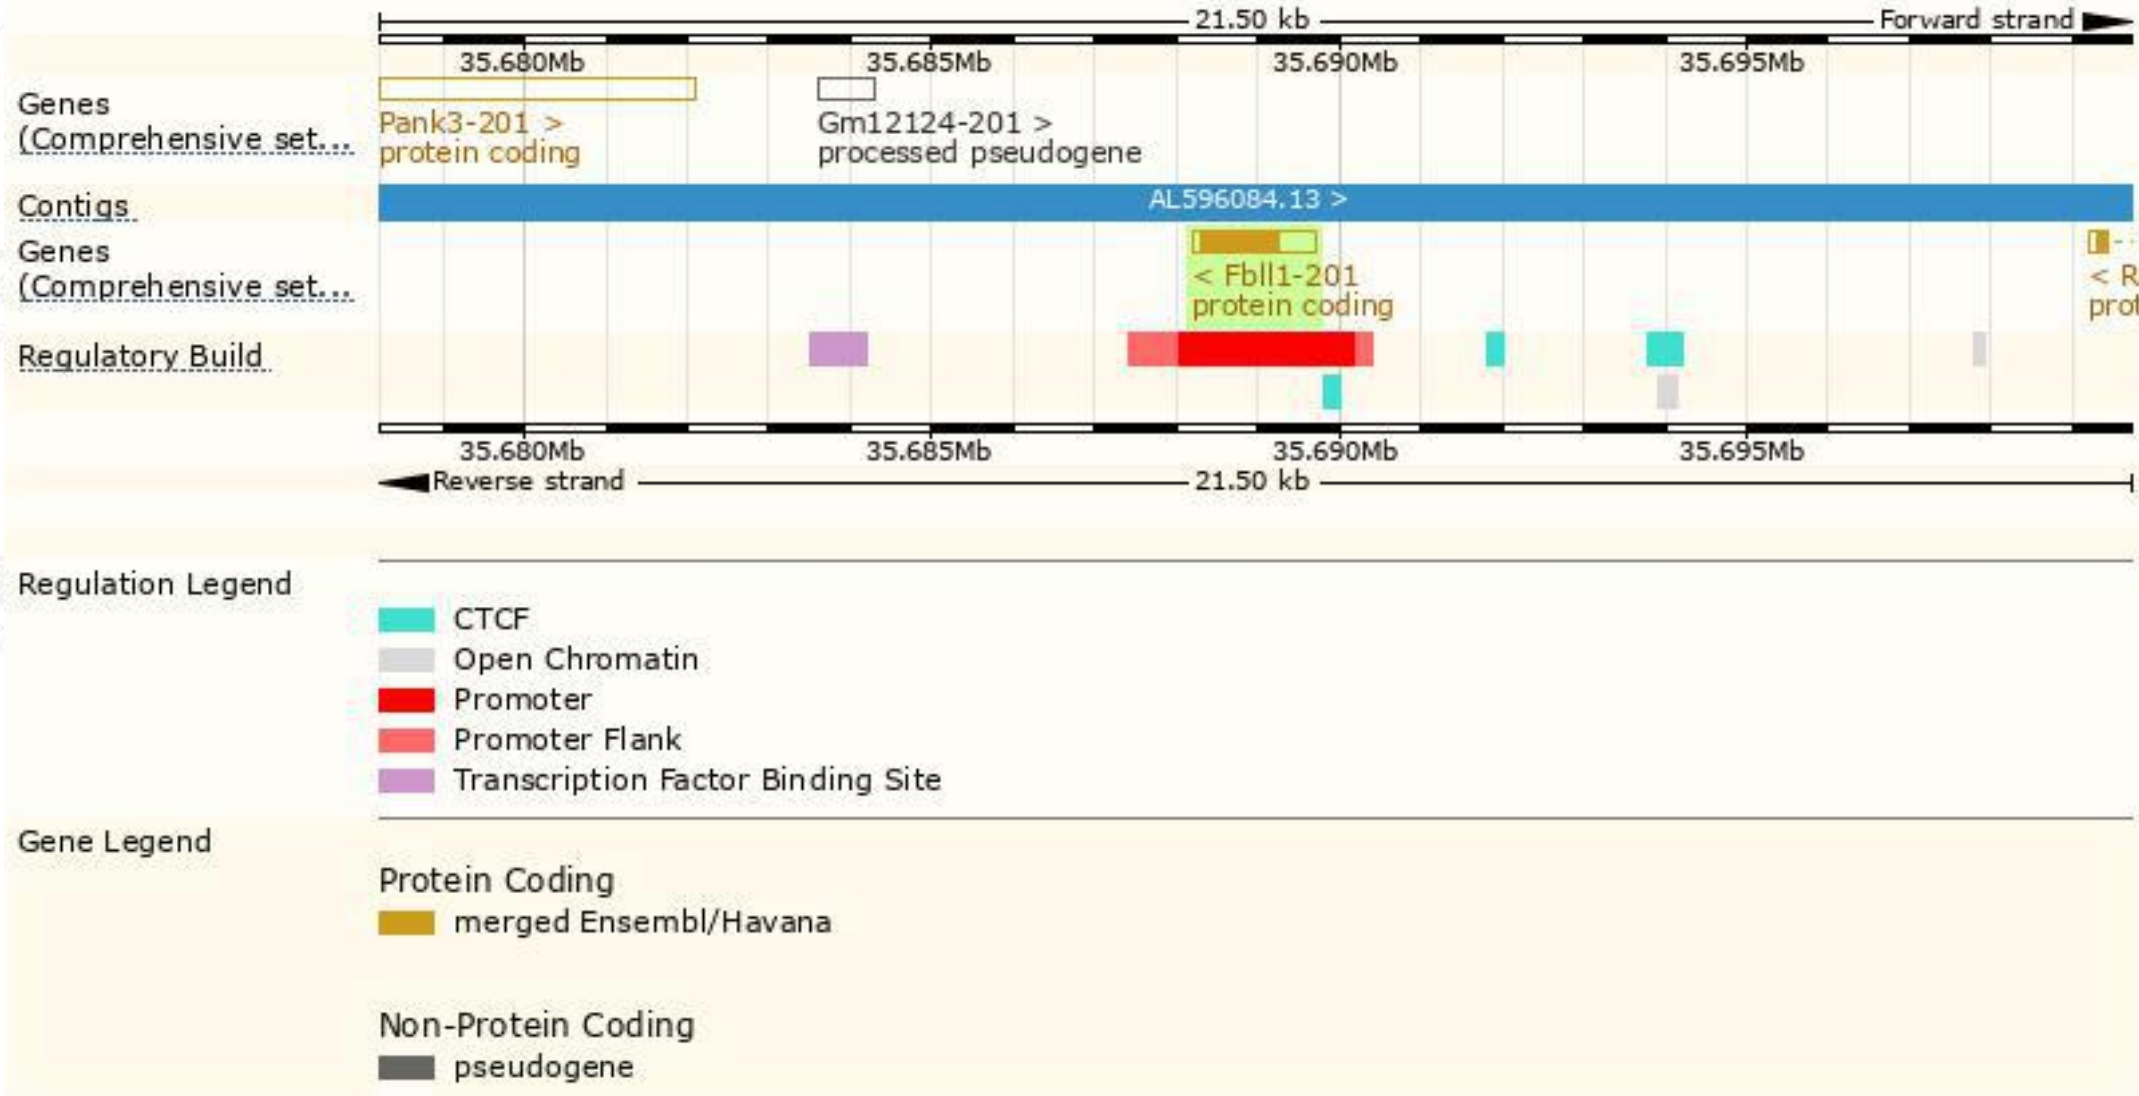 21.50 kb Forward strand
35.680Mb 35.685Mb 35.690Mb 35.695Mb
Genes
(Comprehensive set...
Pank3-201 >
protein coding
Gm12124-201 >
processed pseudogene
Contigs
AL596084.13 >
Genes
(Comprehensive set...
< Fbll1-201
protein coding
< R
prot
Regulatory Build
35.680Mb 35.685Mb 35.690Mb 35.695Mb
Reverse strand 21.50 kb
Regulation Legend
CTCF
Open Chromatin
Promoter
Promoter Flank
Transcription Factor Binding Site
Gene Legend
Protein Coding
merged Ensembl/Havana
Non-Protein Coding
pseudogene